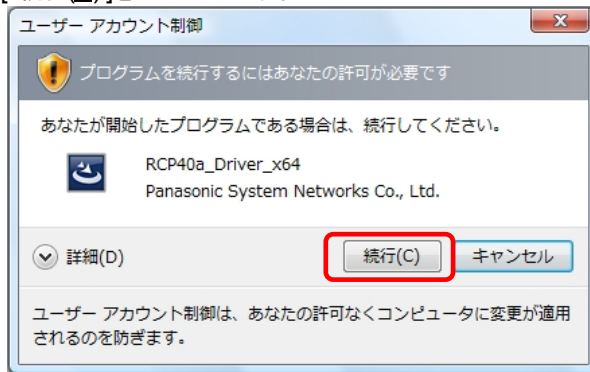 ユーザー アカウント制御
プログラムを続行するにはあなたの許可が必要です
あなたが開始したプログラムである場合は、続行してください。
RCP40a_Driver_x64
Panasonic System Networks Co., Ltd.
詳細(D)
続行(C)
キャンセル
ユーザー アカウント制御は、あなたの許可なくコンピュータに変更が適用
されるのを防ぎます。